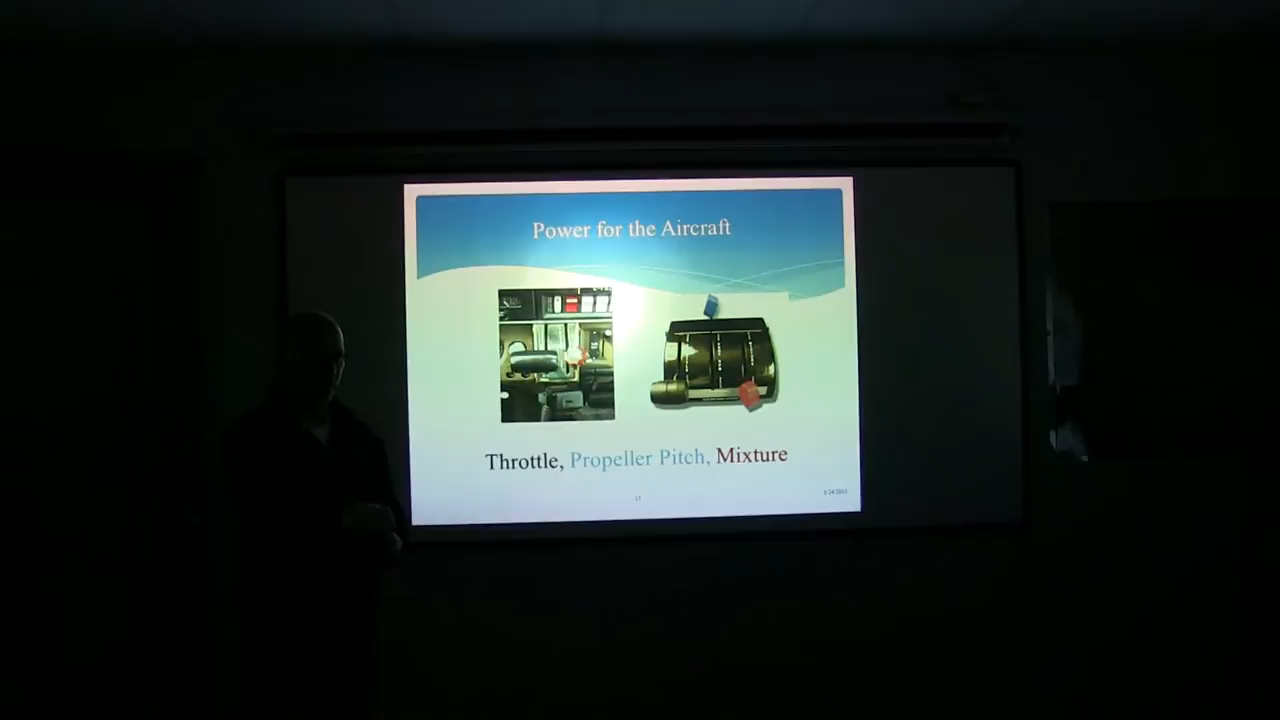 Power for the Aircraft
Throttle, Propeller Pitch, Mixture